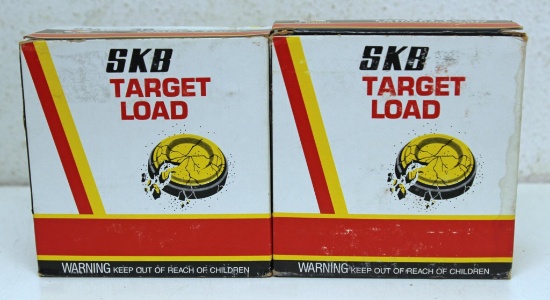 SKB
TARGET
LOAD
WARNING KEEP OUT OF REACH OF CHILDREN
SKB
TARGET
LOAD
WARNING KEEP OUT OF REACH OF CHILDREN